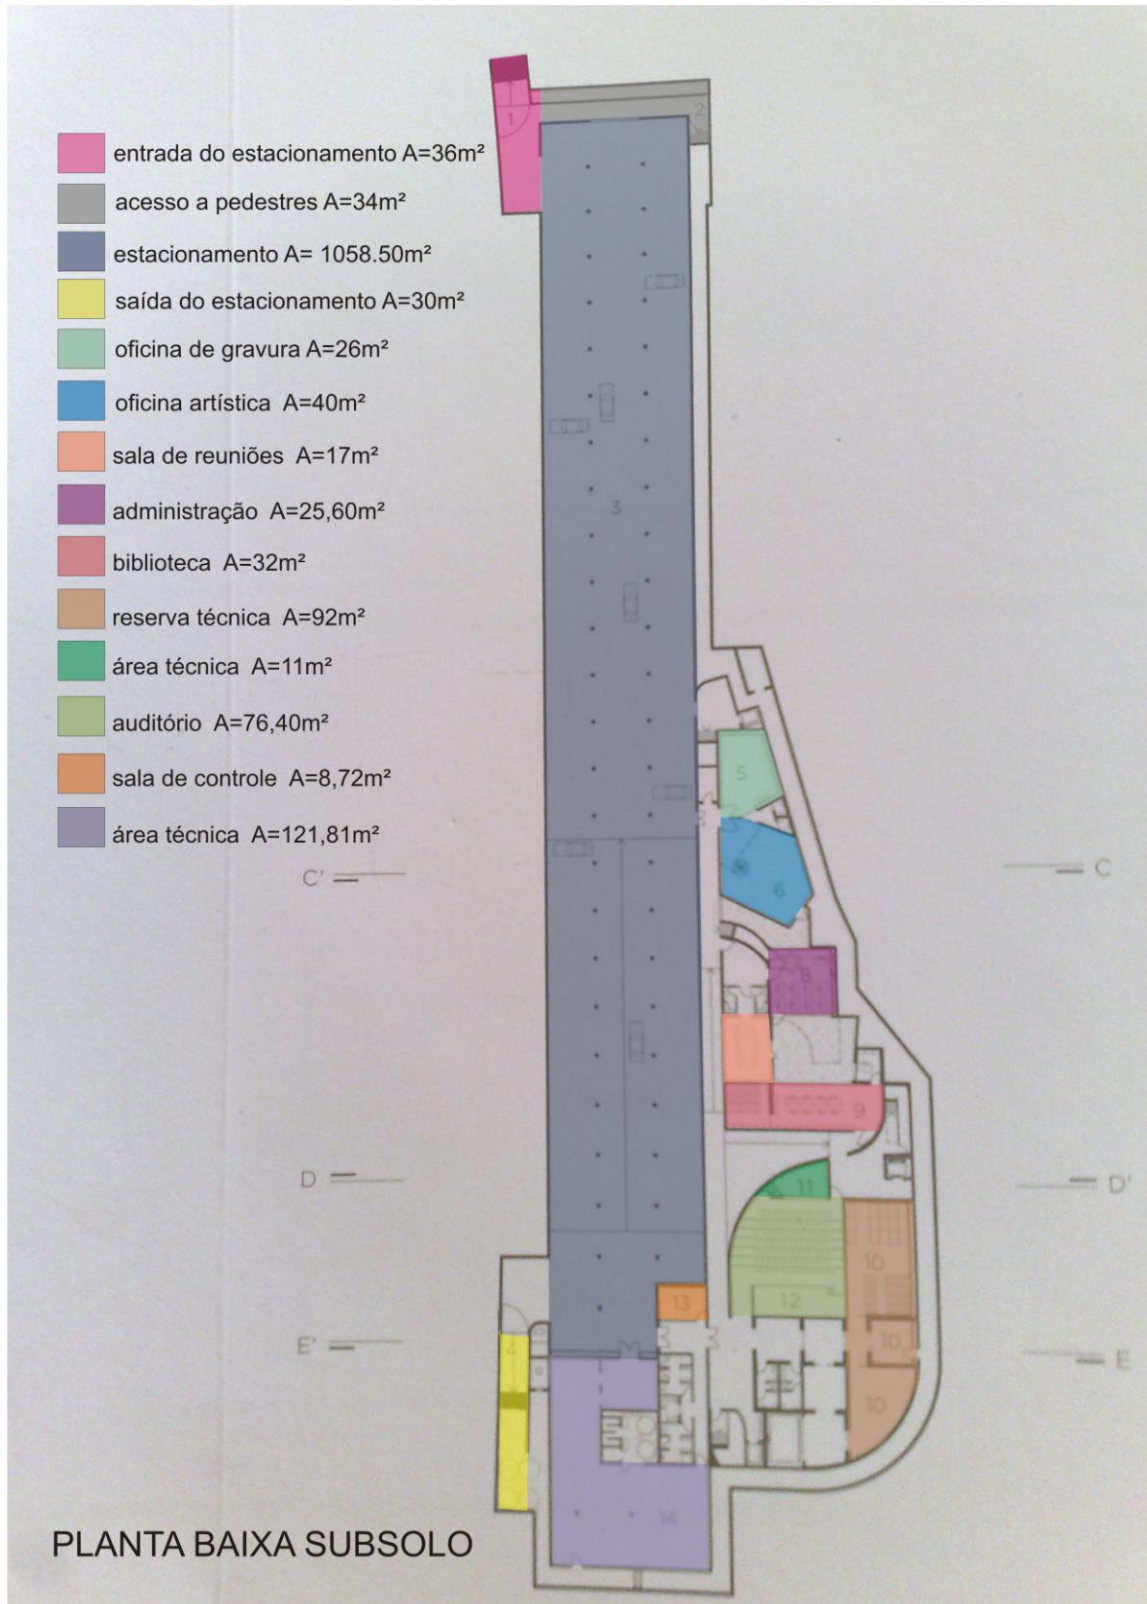 1
2
entrada do estacionamento A=36m²
acesso a pedestres A=34m²
estacionamento A= 1058.50m²
saída do estacionamento A=30m²
oficina de gravura A=26m²
oficina artística A=40m²
sala de reuniões A=17m²
administração A=25,60m²
biblioteca A=32m²
reserva técnica A=92m²
área técnica A=11m²
auditório A=76,40m²
sala de controle A=8,72m²
área técnica A=121,81m²
3
5
6
C' C
8
9
D D'
11
10
12
13
E' E
4
10
10
14
PLANTA BAIXA SUBSOLO